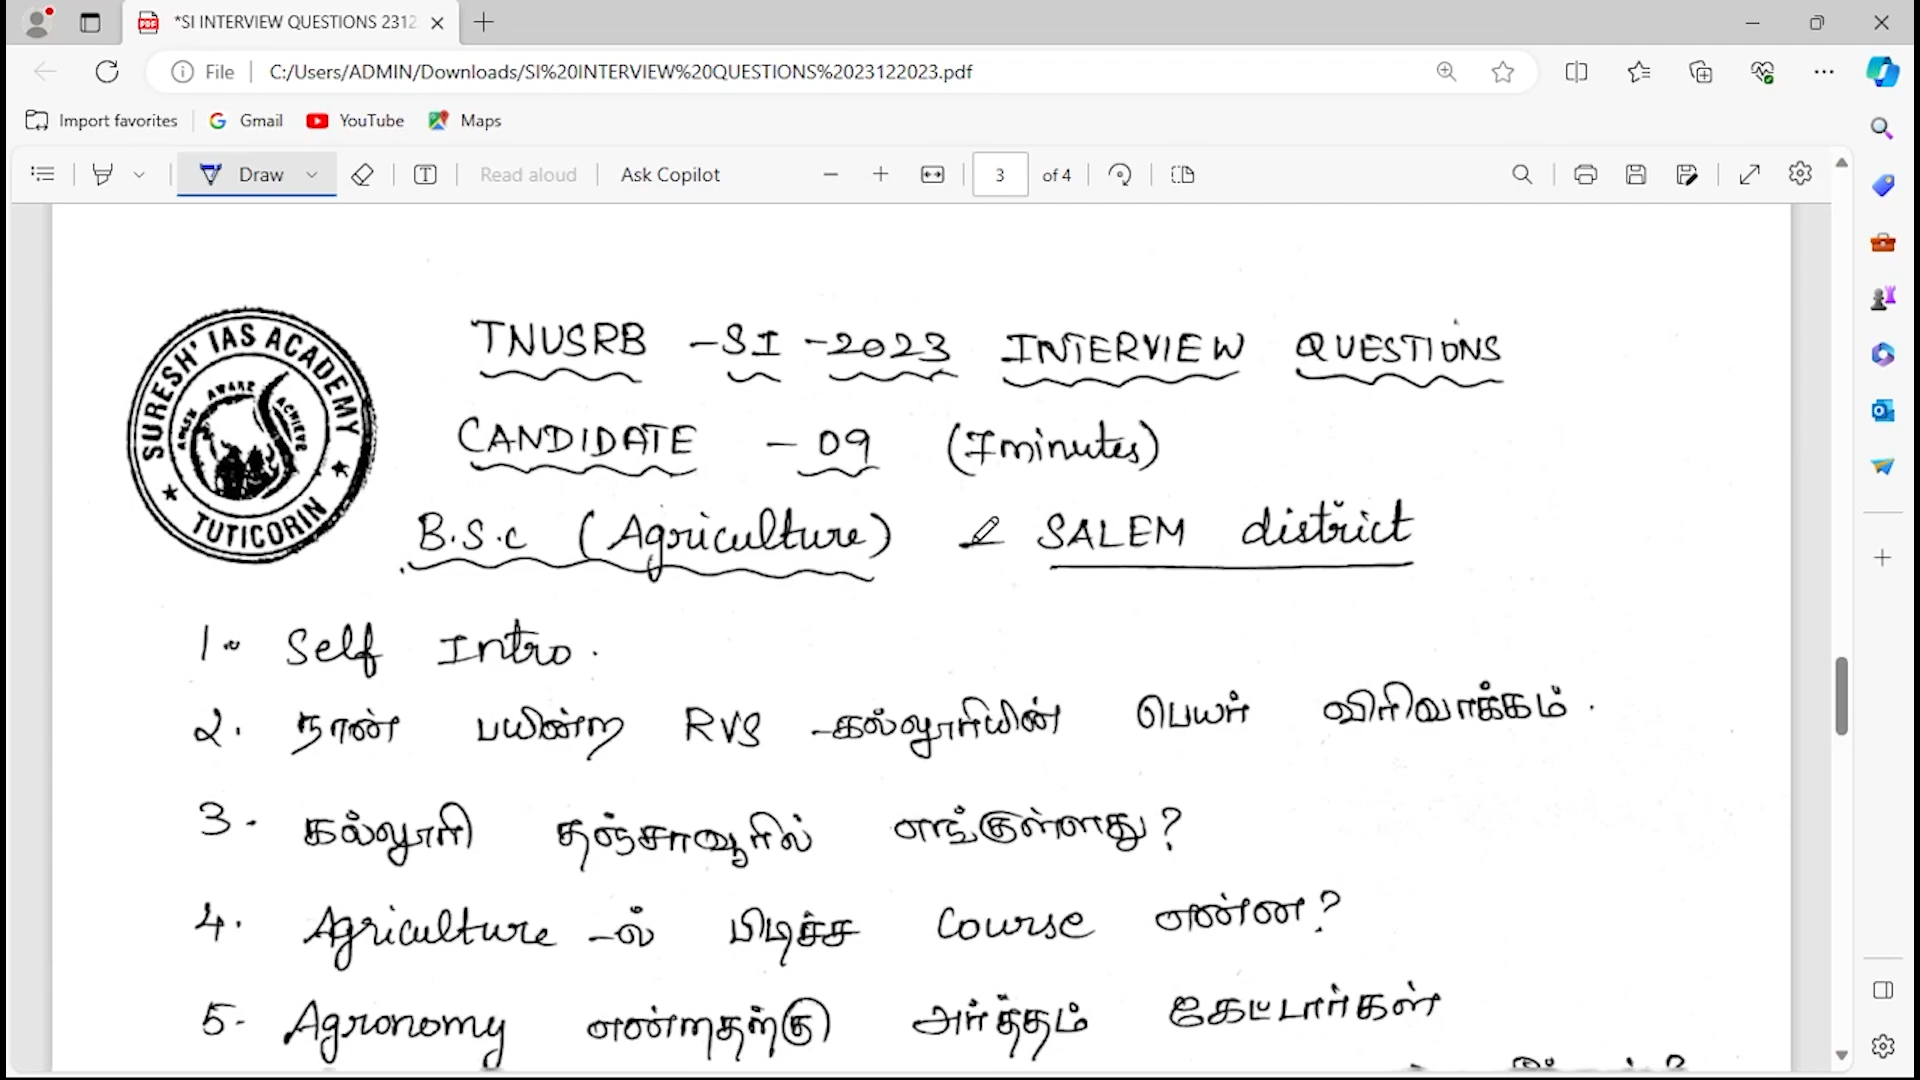 *SI INTERVIEW QUESTIONS 2312
File
C:/Users/ADMIN/Downloads/SI%20INTERVIEW%20QUESTIONS%2023122023.pdf
Import favorites
Gmail
YouTube
Maps
Draw
Read aloud
Ask Copilot
3 of 4
SURESH' IAS ACADEMY
AWAKE
ACHIEVE
TUTICORIN
TNUSRB - SI - 2023 INTERVIEW QUESTIONS
CANDIDATE - 09 (7minutes)
B.S.c (Agriculture) SALEM district
1. Self Intro.
2. நான் பயின்ற RVS - கல்லூரியின் பெயர் விரிவாக்கம்.
3. கல்லூரி தஞ்சாவூரில் எங்குள்ளது?
4. Agriculture -ல் பிடிச்ச Course என்ன?
5. Agronomy என்றதற்கு அர்த்தம் கேட்டார்கள்